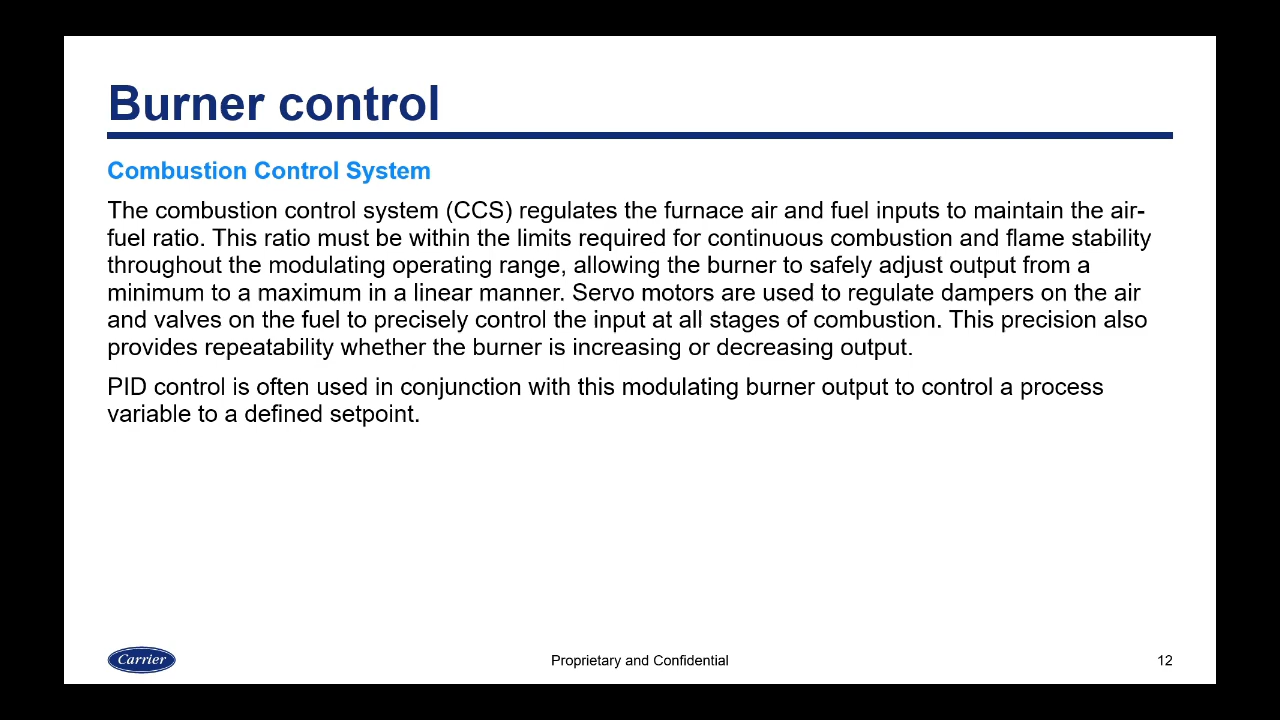 Burner control
Combustion Control System
The combustion control system (CCS) regulates the furnace air and fuel inputs to maintain the air-
fuel ratio. This ratio must be within the limits required for continuous combustion and flame stability
throughout the modulating operating range, allowing the burner to safely adjust output from a
minimum to a maximum in a linear manner. Servo motors are used to regulate dampers on the air
and valves on the fuel to precisely control the input at all stages of combustion. This precision also
provides repeatability whether the burner is increasing or decreasing output.
PID control is often used in conjunction with this modulating burner output to control a process
variable to a defined setpoint.
Carrier
Proprietary and Confidential
12